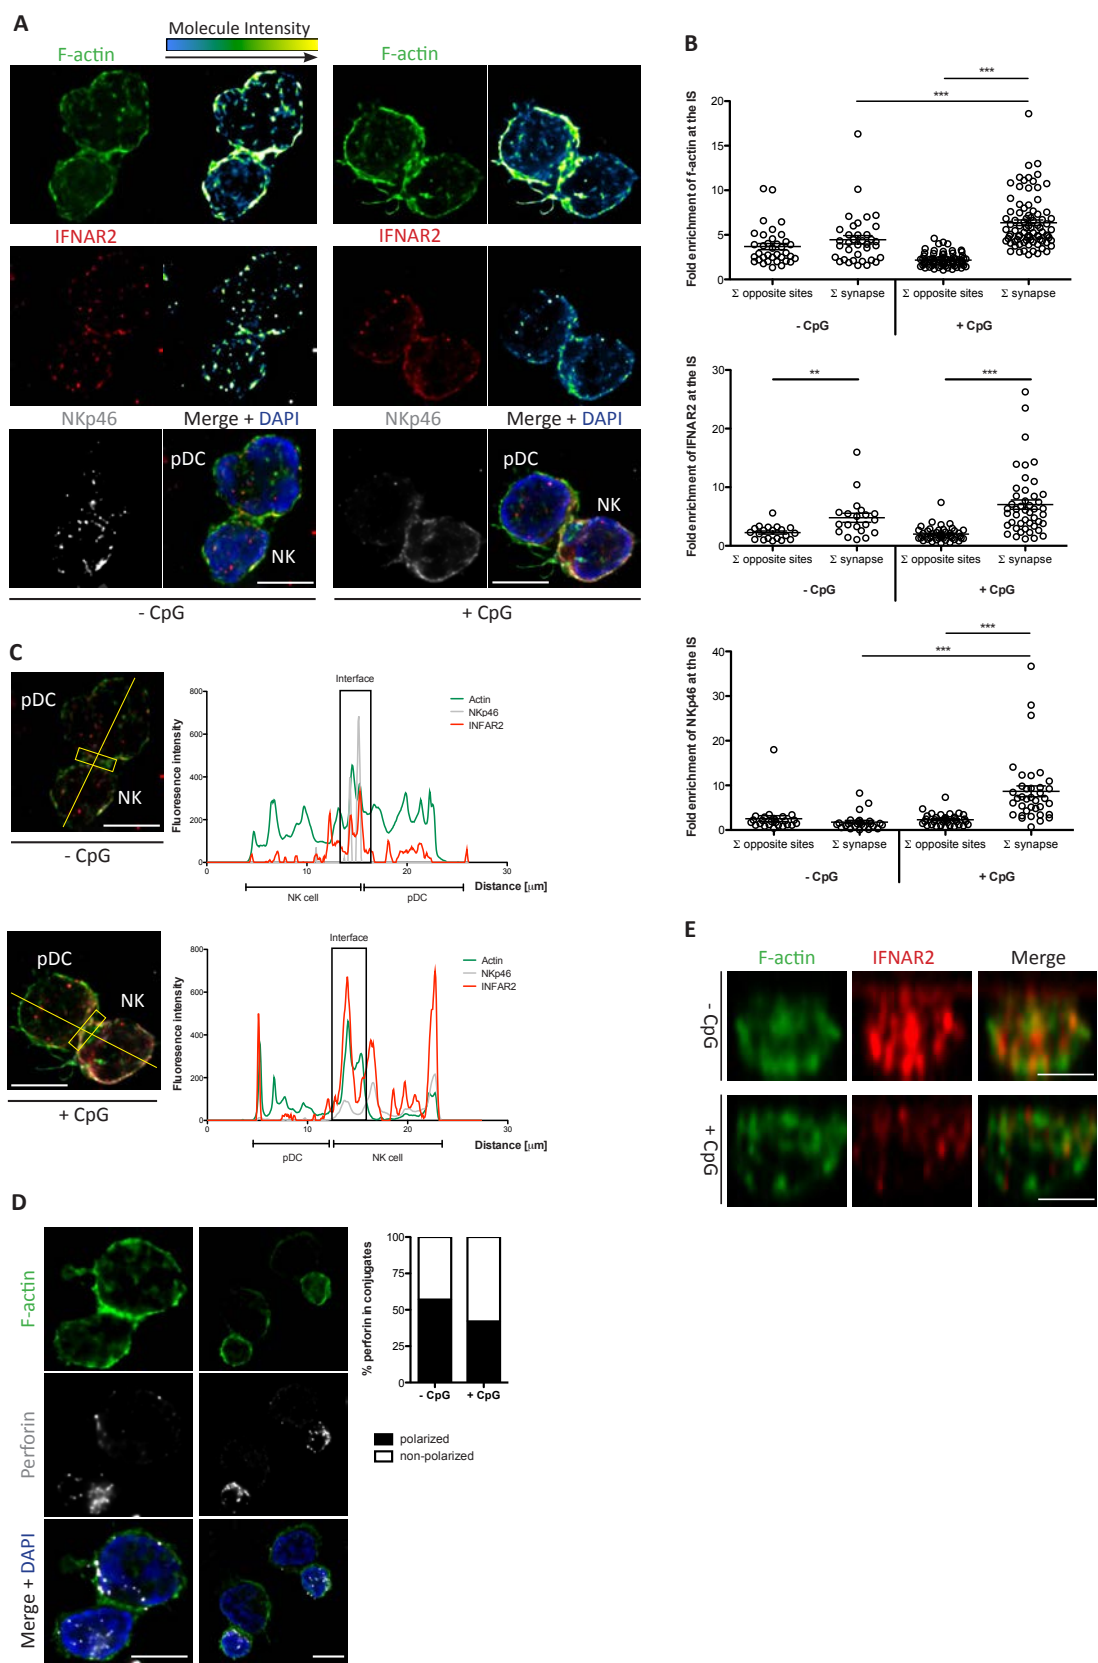 A
Molecule Intensity
F-actin
F-actin
IFNAR2
IFNAR2
NKp46
Merge + DAPI
NKp46
Merge + DAPI
pDC
NK
pDC
NK
- CpG
+ CpG
B
Fold enrichment of f-actin at the IS
20
15
10
5
0
***
***
Σ opposite sites
Σ synapse
Σ opposite sites
Σ synapse
- CpG
+ CpG
Fold enrichment of IFNAR2 at the IS
30
20
10
0
**
***
Σ opposite sites
Σ synapse
Σ opposite sites
Σ synapse
- CpG
+ CpG
Fold enrichment of NKp46 at the IS
40
30
20
10
0
***
***
Σ opposite sites
Σ synapse
Σ opposite sites
Σ synapse
- CpG
+ CpG
C
pDC
NK
- CpG
Fluoresence intensity
800
600
400
200
0
Interface
Actin
NKp46
INFAR2
0
10
20
30
Distance [μm]
NK cell
pDC
pDC
NK
+ CpG
Fluoresence intensity
800
600
400
200
0
Interface
Actin
NKp46
INFAR2
0
10
20
30
Distance [μm]
pDC
NK cell
D
F-actin
Perforin
Merge + DAPI
% perforin in conjugates
100
75
50
25
0
- CpG
+ CpG
polarized
non-polarized
E
F-actin
IFNAR2
Merge
- CpG
+ CpG